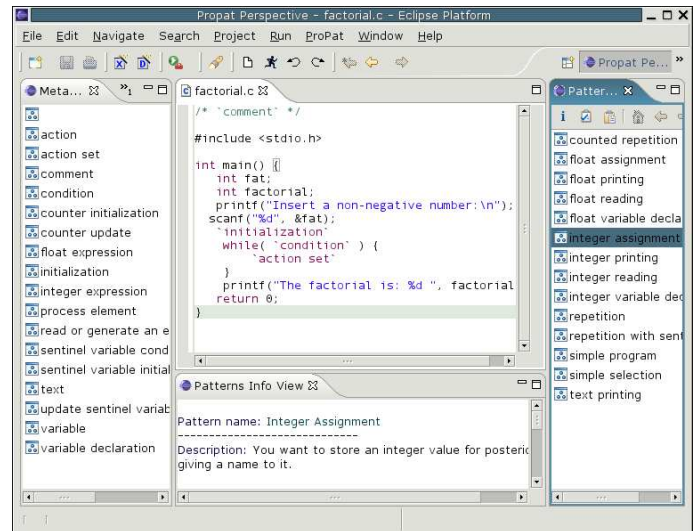 Propat Perspective - factorial.c - Eclipse Platform
File Edit Navigate Search Project Run ProPat Window Help
Propat Pe... »
Meta... »1
action
action set
comment
condition
counter initialization
counter update
float expression
initialization
integer expression
process element
read or generate an e
sentinel variable cond
sentinel variable initial
text
update sentinel variab
variable
variable declaration
factorial.c
/* `comment` */
#include <stdio.h>
int main() {
int fat;
int factorial;
printf("Insert a non-negative number:\n");
scanf("%d", &fat);
`initialization`
while( `condition` ) {
`action set`
}
printf("The factorial is: %d ", factorial
return 0;
}
Patterns Info View
Pattern name: Integer Assignment
----------------------------
Description: You want to store an integer value for posteric
giving a name to it.
Patter...
counted repetition
float assignment
float printing
float reading
float variable decla
integer assignment
integer printing
integer reading
integer variable dec
repetition
repetition with sent
simple program
simple selection
text printing